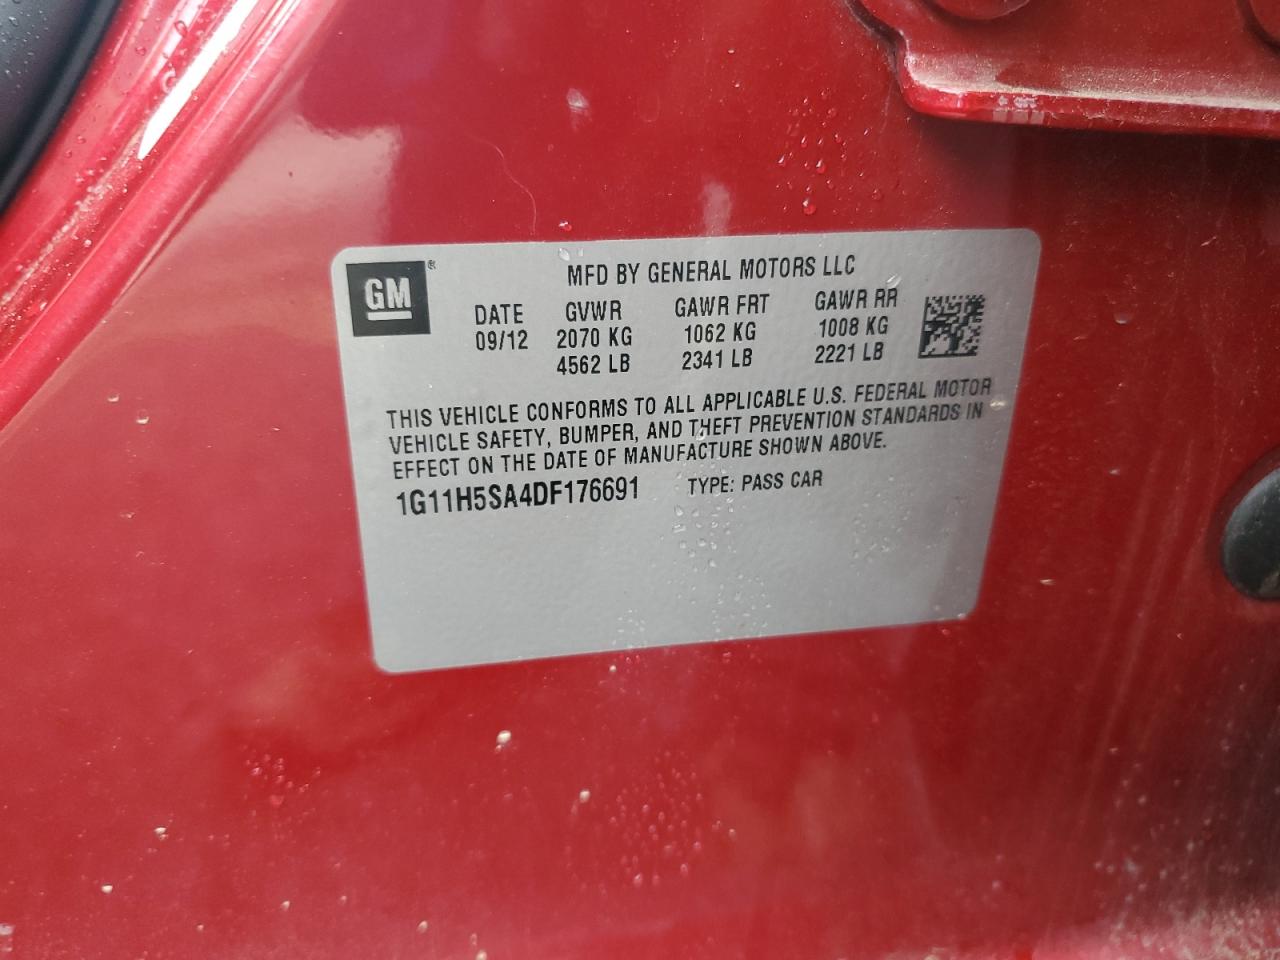 GM®
MFD BY GENERAL MOTORS LLC
DATE GVWR GAWR FRT GAWR RR
09/12 2070 KG 1062 KG 1008 KG
4562 LB 2341 LB 2221 LB
THIS VEHICLE CONFORMS TO ALL APPLICABLE U.S. FEDERAL MOTOR
VEHICLE SAFETY, BUMPER, AND THEFT PREVENTION STANDARDS IN
EFFECT ON THE DATE OF MANUFACTURE SHOWN ABOVE.
1G11H5SA4DF176691 TYPE: PASS CAR